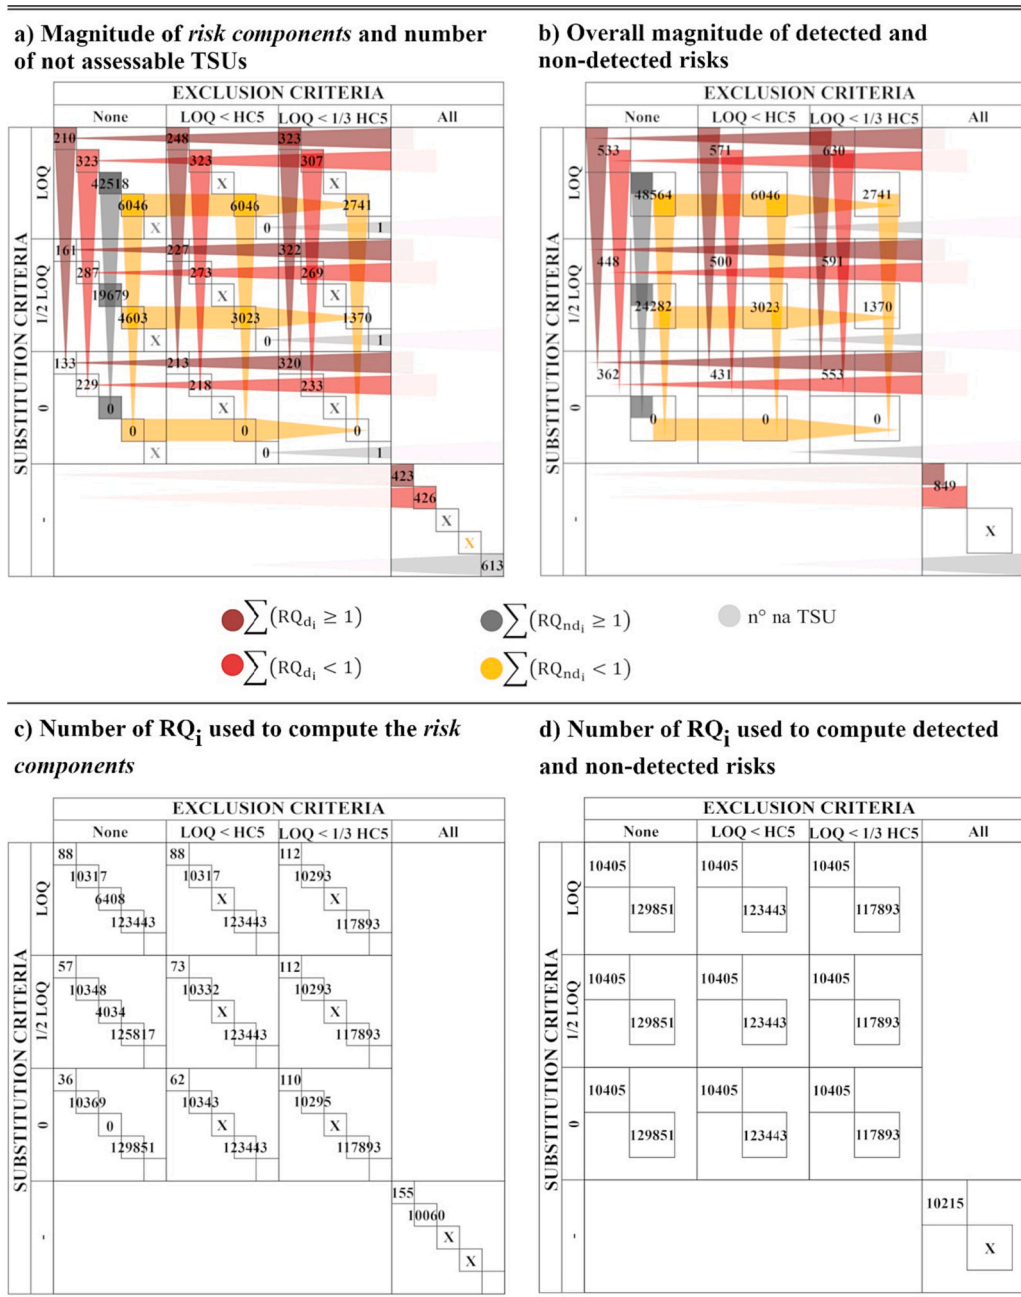 a) Magnitude of risk components and number
of not assessable TSUs
EXCLUSION CRITERIA
None LOQ < HC5 LOQ < 1/3 HC5 All
SUBSTITUTION CRITERIA
LOQ
210 248 323
323 323 307
42518 X X
6046 6046 2741
X 0 1
1/2 LOQ
161 227 322
287 273 269
19679 X X
4603 3023 1370
X 0 1
0
133 213 320
229 218 233
0 X X
0 0 0
X 0 1
-
423
426
X
X
613
b) Overall magnitude of detected and
non-detected risks
EXCLUSION CRITERIA
None LOQ < HC5 LOQ < 1/3 HC5 All
SUBSTITUTION CRITERIA
LOQ
533 571 630
48564 6046 2741
1/2 LOQ
448 500 591
24282 3023 1370
0
362 431 553
0 0 0
-
849
X
∑(RQdi ≥ 1) ∑(RQndi ≥ 1) n° na TSU
∑(RQdi < 1) ∑(RQndi < 1)
c) Number of RQi used to compute the risk
components
EXCLUSION CRITERIA
None LOQ < HC5 LOQ < 1/3 HC5 All
SUBSTITUTION CRITERIA
LOQ
88 88 112
10317 10317 10293
6408 X X
123443 123443 117893
1/2 LOQ
57 73 112
10348 10332 10293
4034 X X
125817 123443 117893
0
36 62 110
10369 10343 10295
0 X X
129851 123443 117893
-
155
10060
X
X
d) Number of RQi used to compute detected
and non-detected risks
EXCLUSION CRITERIA
None LOQ < HC5 LOQ < 1/3 HC5 All
SUBSTITUTION CRITERIA
LOQ
10405 10405 10405
129851 123443 117893
1/2 LOQ
10405 10405 10405
129851 123443 117893
0
10405 10405 10405
129851 123443 117893
-
10215
X